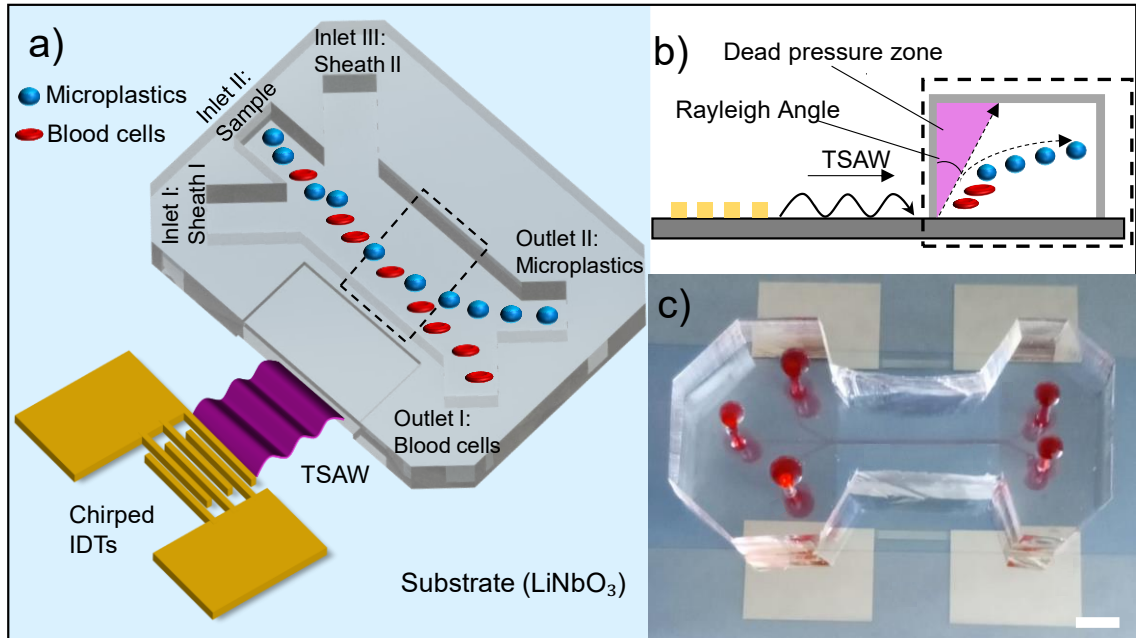 a)
Microplastics
Blood cells
Inlet II:
Sample
Inlet III:
Sheath II
Inlet I:
Sheath I
Outlet II:
Microplastics
Outlet I:
Blood cells
TSAW
Chirped
IDTs
Substrate (LiNbO₃)
b)
Dead pressure zone
Rayleigh Angle
TSAW
c)